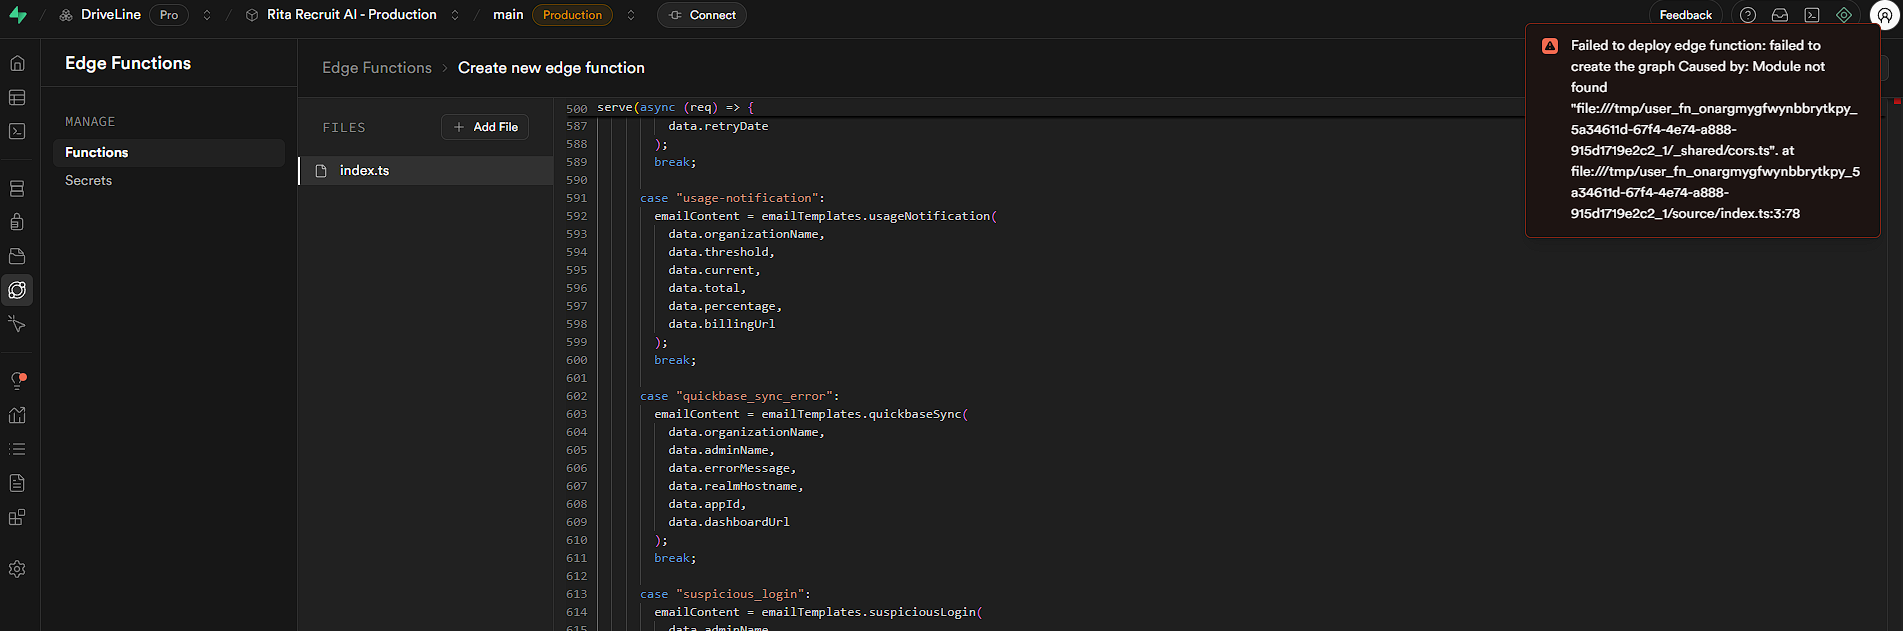 DriveLine Pro Rita Recruit AI - Production main Production Connect Feedback
Edge Functions
MANAGE
Functions
Secrets
Edge Functions > Create new edge function
FILES
Add File
index.ts
500 serve(async (req) => {
587 data.retryDate
588 );
589 break;
590
591 case "usage-notification":
592 emailContent = emailTemplates.usageNotification(
593 data.organizationName,
594 data.threshold,
595 data.current,
596 data.total,
597 data.percentage,
598 data.billingUrl
599 );
600 break;
601
602 case "quickbase_sync_error":
603 emailContent = emailTemplates.quickbaseSync(
604 data.organizationName,
605 data.adminName,
606 data.errorMessage,
607 data.realmHostname,
608 data.appId,
609 data.dashboardUrl
610 );
611 break;
612
613 case "suspicious_login":
614 emailContent = emailTemplates.suspiciousLogin(
615 data.adminName
Failed to deploy edge function: failed to
create the graph Caused by: Module not
found
"file:///tmp/user_fn_onargmygfwynbbrytkpy_
5a34611d-67f4-4e74-a888-
915d1719e2c2_1/_shared/cors.ts". at
file:///tmp/user_fn_onargmygfwynbbrytkpy_5
a34611d-67f4-4e74-a888-
915d1719e2c2_1/source/index.ts:3:78